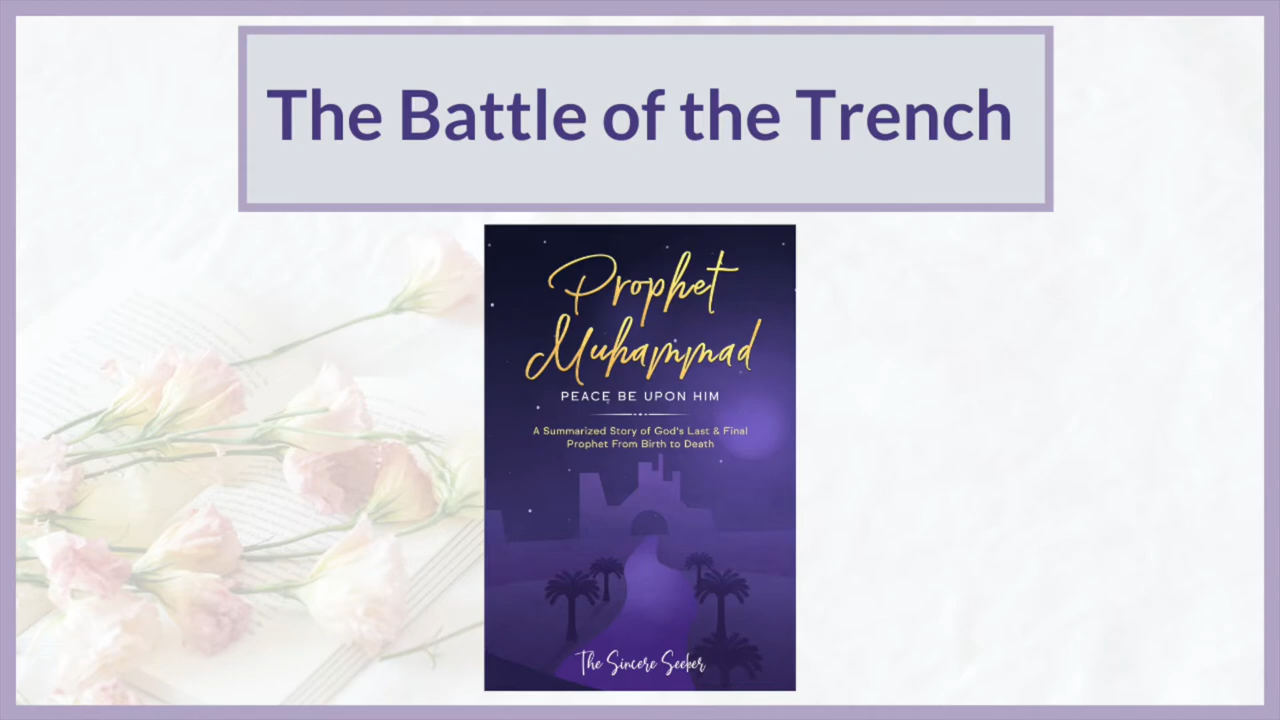 The Battle of the Trench
Prophet
Muhammad
PEACE BE UPON HIM
A Summarized Story of God's Last & Final
Prophet From Birth to Death
The Sincere Seeker